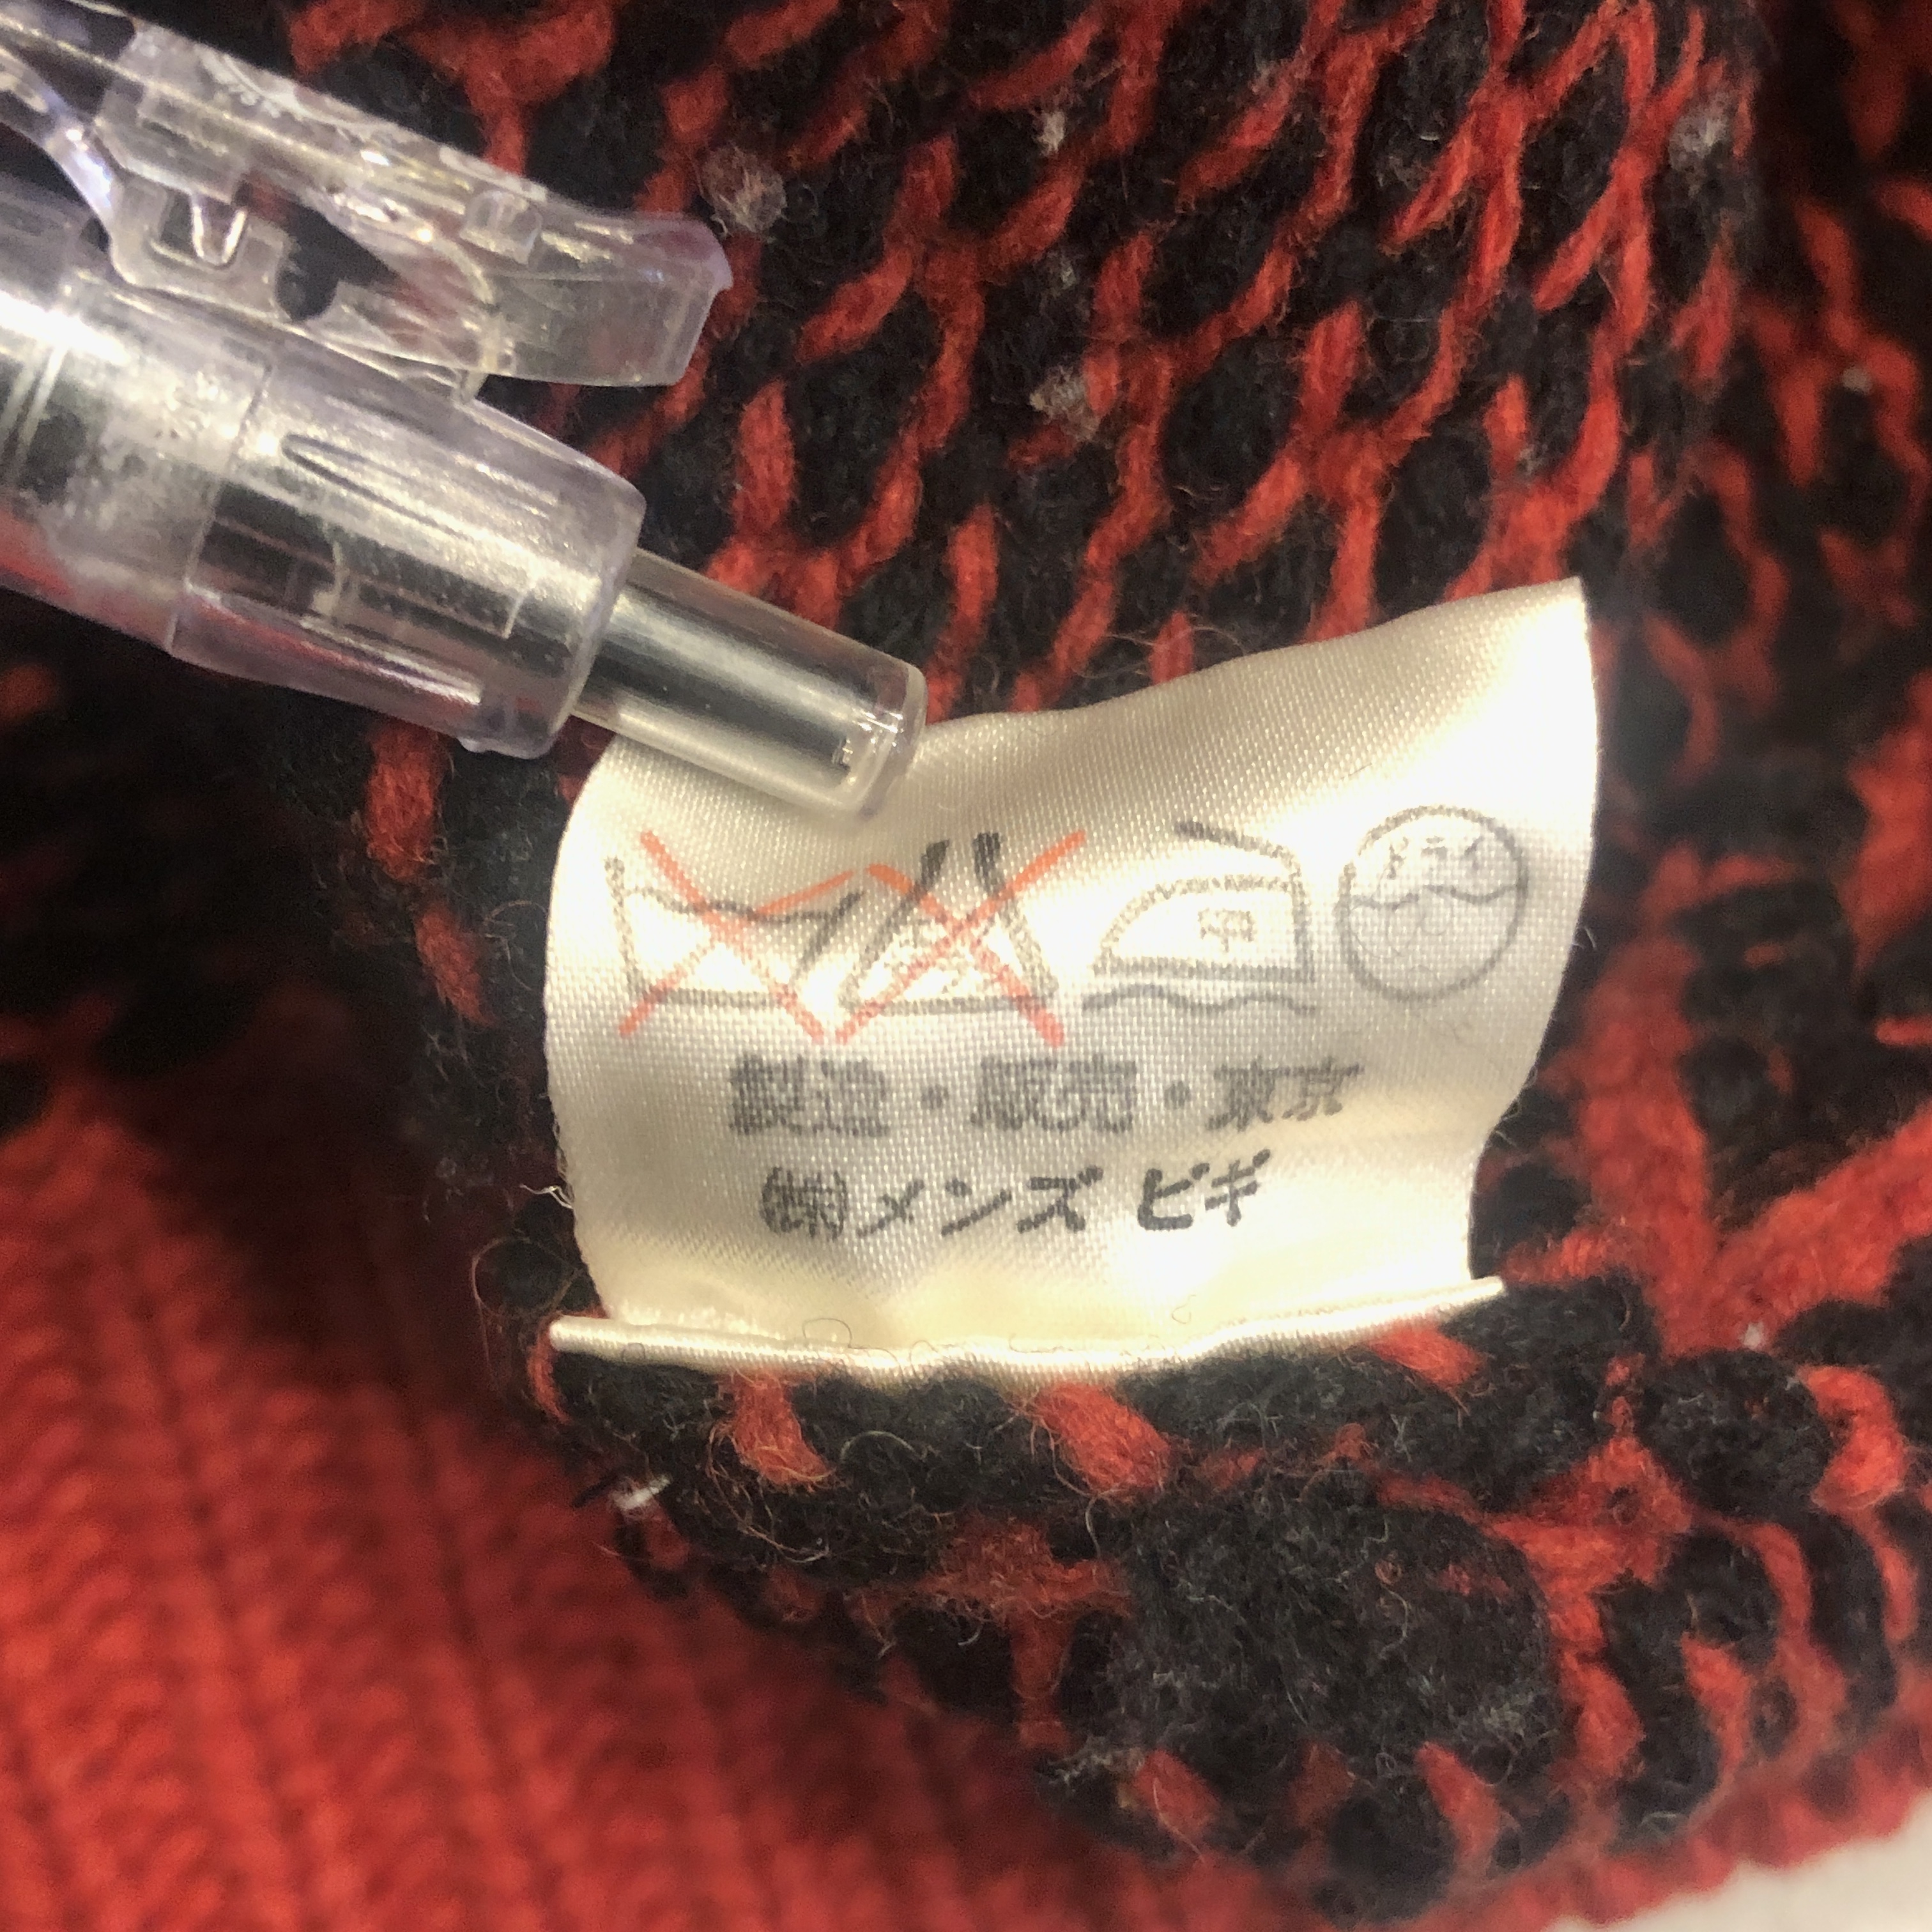 中 ドライ
製造・販売・東京
㈱メンズ ビギ